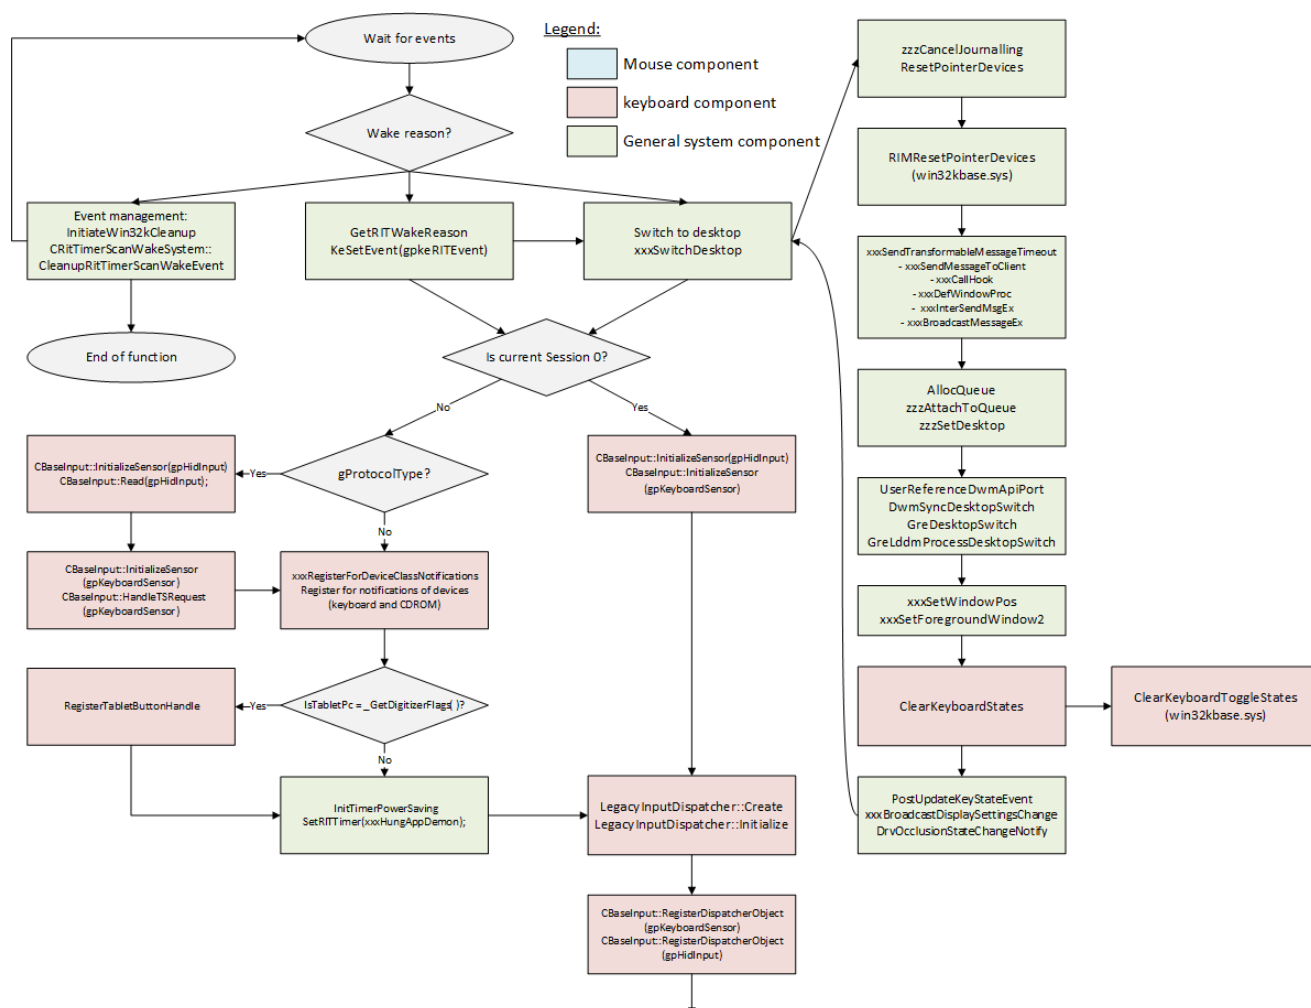 Wait for events
Legend:
Mouse component
keyboard component
General system component
Wake reason?
Event management:
InitiateWin32kCleanup
CRitTimerScanWakeSystem::
CleanupRitTimerScanWakeEvent
GetRITWakeReason
KeSetEvent(gpkeRITEvent)
Switch to desktop
xxxSwitchDesktop
End of function
Is current Session 0?
No
Yes
CBaseInput::InitializeSensor(gpHidInput)
CBaseInput::Read(gpHidInput);
Yes
gProtocolType?
No
CBaseInput::InitializeSensor(gpHidInput)
CBaseInput::InitializeSensor
(gpKeyboardSensor)
CBaseInput::InitializeSensor
(gpKeyboardSensor)
CBaseInput::HandleTSRequest
(gpKeyboardSensor)
xxxRegisterForDeviceClassNotifications
Register for notifications of devices
(keyboard and CDROM)
RegisterTabletButtonHandle
Yes
IsTabletPc = _GetDigitizerFlags( )?
No
InitTimerPowerSaving
SetRITTimer(xxxHungAppDemon);
LegacyInputDispatcher::Create
LegacyInputDispatcher::Initialize
CBaseInput::RegisterDispatcherObject
(gpKeyboardSensor)
CBaseInput::RegisterDispatcherObject
(gpHidInput)
zzzCancelJournalling
ResetPointerDevices
RIMResetPointerDevices
(win32kbase.sys)
xxxSendTransformableMessageTimeout
- xxxSendMessageToClient
- xxxCallHook
- xxxDefWindowProc
- xxxInterSendMsgEx
- xxxBroadcastMessageEx
AllocQueue
zzzAttachToQueue
zzzSetDesktop
UserReferenceDwmApiPort
DwmSyncDesktopSwitch
GreDesktopSwitch
GreLddmProcessDesktopSwitch
xxxSetWindowPos
xxxSetForegroundWindow2
ClearKeyboardStates
ClearKeyboardToggleStates
(win32kbase.sys)
PostUpdateKeyStateEvent
xxxBroadcastDisplaySettingsChange
DrvOcclusionStateChangeNotify